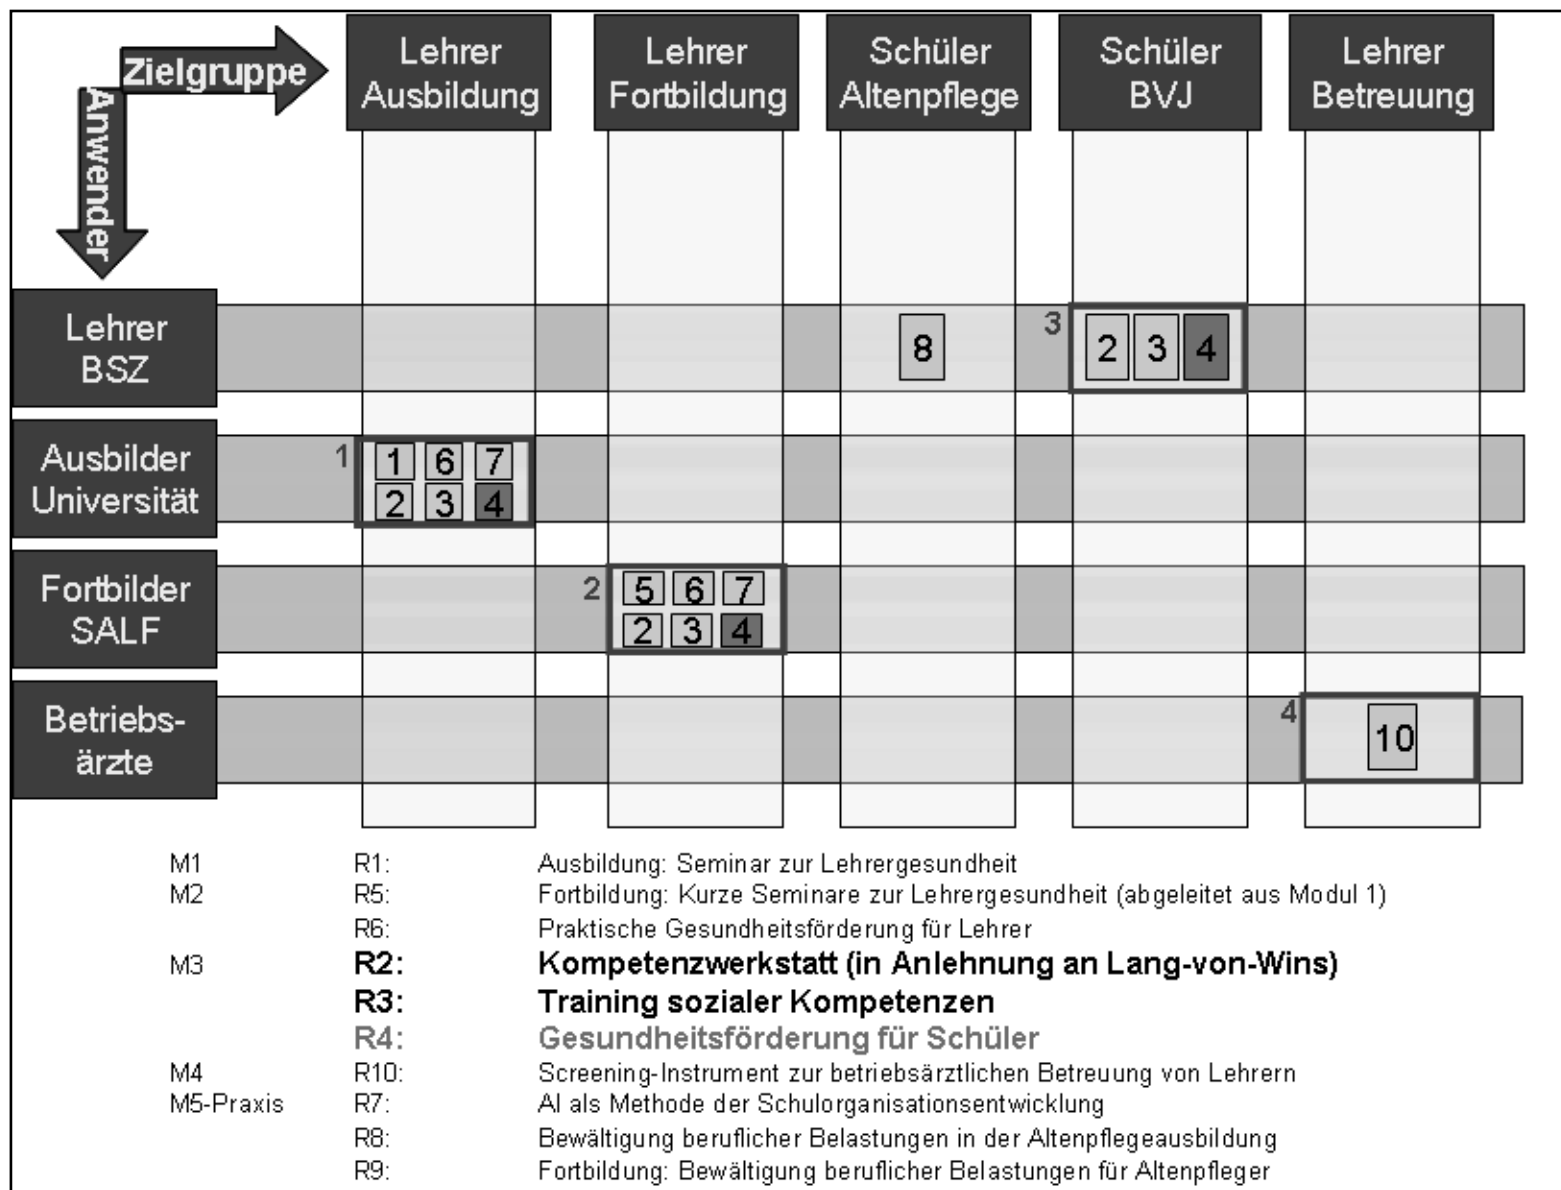 Zielgruppe
Anwender
Lehrer
Ausbildung
Lehrer
Fortbildung
Schüler
Altenpflege
Schüler
BVJ
Lehrer
Betreuung
Lehrer
BSZ
8
3
2 3 4
Ausbilder
Universität
1
1 6 7
2 3 4
Fortbilder
SALF
2
5 6 7
2 3 4
Betriebs-
ärzte
4
10
M1 R1: Ausbildung: Seminar zur Lehrergesundheit
M2 R5: Fortbildung: Kurze Seminare zur Lehrergesundheit (abgeleitet aus Modul 1)
R6: Praktische Gesundheitsförderung für Lehrer
M3 R2: Kompetenzwerkstatt (in Anlehnung an Lang-von-Wins)
R3: Training sozialer Kompetenzen
R4: Gesundheitsförderung für Schüler
M4 R10: Screening-Instrument zur betriebsärztlichen Betreuung von Lehrern
M5-Praxis R7: AI als Methode der Schulorganisationsentwicklung
R8: Bewältigung beruflicher Belastungen in der Altenpflegeausbildung
R9: Fortbildung: Bewältigung beruflicher Belastungen für Altenpfleger